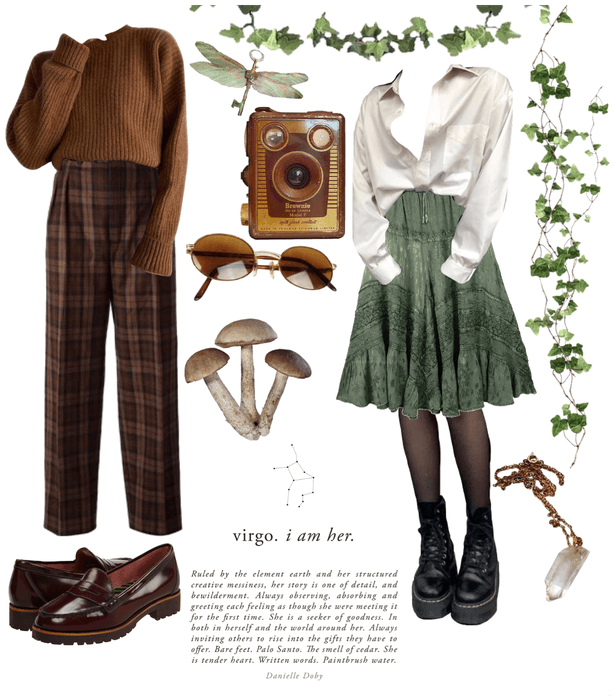 Brownie
virgo. i am her.
Ruled by the element earth and her structured
creative messiness, her story is one of detail, and
bewilderment. Always observing, absorbing and
greeting each feeling as though she were meeting it
for the first time. She is a seeker of goodness. In
both in herself and the world around her. Always
inviting others to rise into the gifts they have to
offer. Bare feet. Palo Santo. The smell of cedar. She
is tender heart. Written words. Paintbrush water.
Danielle Doby